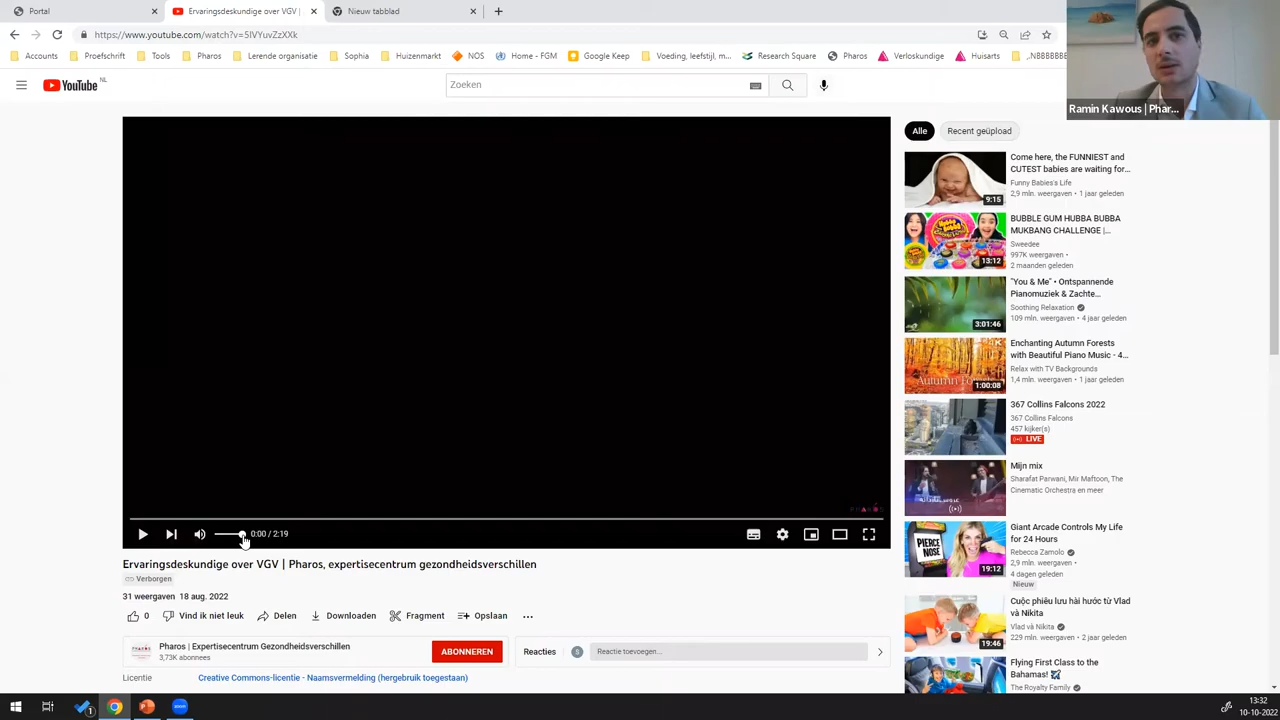 Portal
Ervaringsdeskundige over VGV |
Nieuw tabblad
https://www.youtube.com/watch?v=5IVYuvZzXXk
Accounts
Proefschrift
Tools
Pharos
Lerende organisatie
Sophia
Huizenmarkt
NOS
Home - FGM
Google Keep
Voeding, leefstijl, m...
Research Square
Pharos
Verloskundige
Huisarts
Ramin Kawous | Phar...
YouTube NL
Zoeken
Alle
Recent geüpload
Come here, the FUNNIEST and
CUTEST babies are waiting for...
Funny Babies's Life
2,9 mln. weergaven • 1 jaar geleden
9:15
BUBBLE GUM HUBBA BUBBA
MUKBANG CHALLENGE |...
Sweedee
997K weergaven •
2 maanden geleden
13:12
"You & Me" • Ontspannende
Pianomuziek & Zachte...
Soothing Relaxation
109 mln. weergaven • 4 jaar geleden
3:01:46
Enchanting Autumn Forests
with Beautiful Piano Music - 4...
Relax with TV Backgrounds
1,4 mln. weergaven • 1 jaar geleden
1:00:08
367 Collins Falcons 2022
367 Collins Falcons
457 kijker(s)
LIVE
Mijn mix
Sharafat Parwani, Mir Maftoon, The
Cinematic Orchestra en meer
Giant Arcade Controls My Life
for 24 Hours
Rebecca Zamolo
2,9 mln. weergaven •
4 dagen geleden
Nieuw
PIERCE
NOSE
19:12
Cuộc phiêu lưu hài hước từ Vlad
và Nikita
Vlad và Nikita
229 mln. weergaven • 2 jaar geleden
19:46
Flying First Class to the
Bahamas!
The Royalty Family
PHAROS
0:00 / 2:19
Ervaringsdeskundige over VGV | Pharos, expertisecentrum gezondheidsverschillen
Verborgen
31 weergaven 18 aug. 2022
0
Vind ik niet leuk
Delen
Downloaden
Fragment
Opslaan
Pharos | Expertisecentrum Gezondheidsverschillen
3,73K abonnees
ABONNEREN
Reacties
S
Reactie toevoegen...
Licentie
Creative Commons-licentie - Naamsvermelding (hergebruik toegestaan)
13:32
10-10-2022